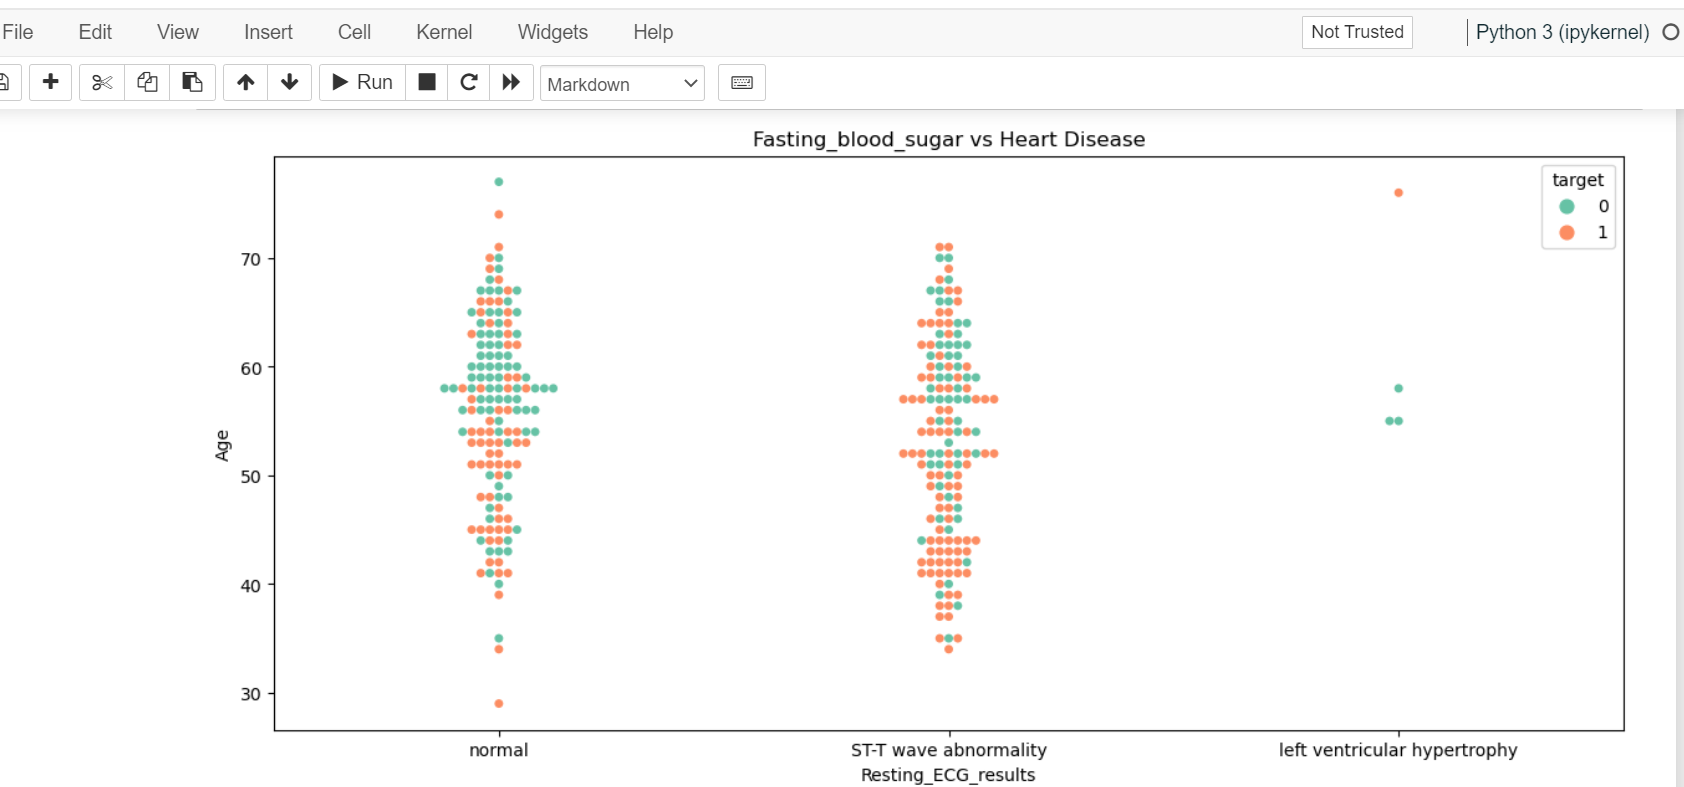 File Edit View Insert Cell Kernel Widgets Help Not Trusted Python 3 (ipykernel)
Run Markdown
Fasting_blood_sugar vs Heart Disease
target
0
1
70
60
50
40
30
Age
normal ST-T wave abnormality left ventricular hypertrophy
Resting_ECG_results